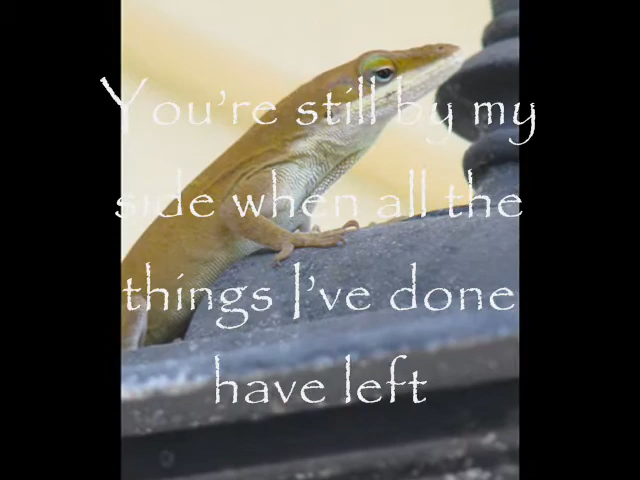 You're still by my
side when all the
things I've done
have left